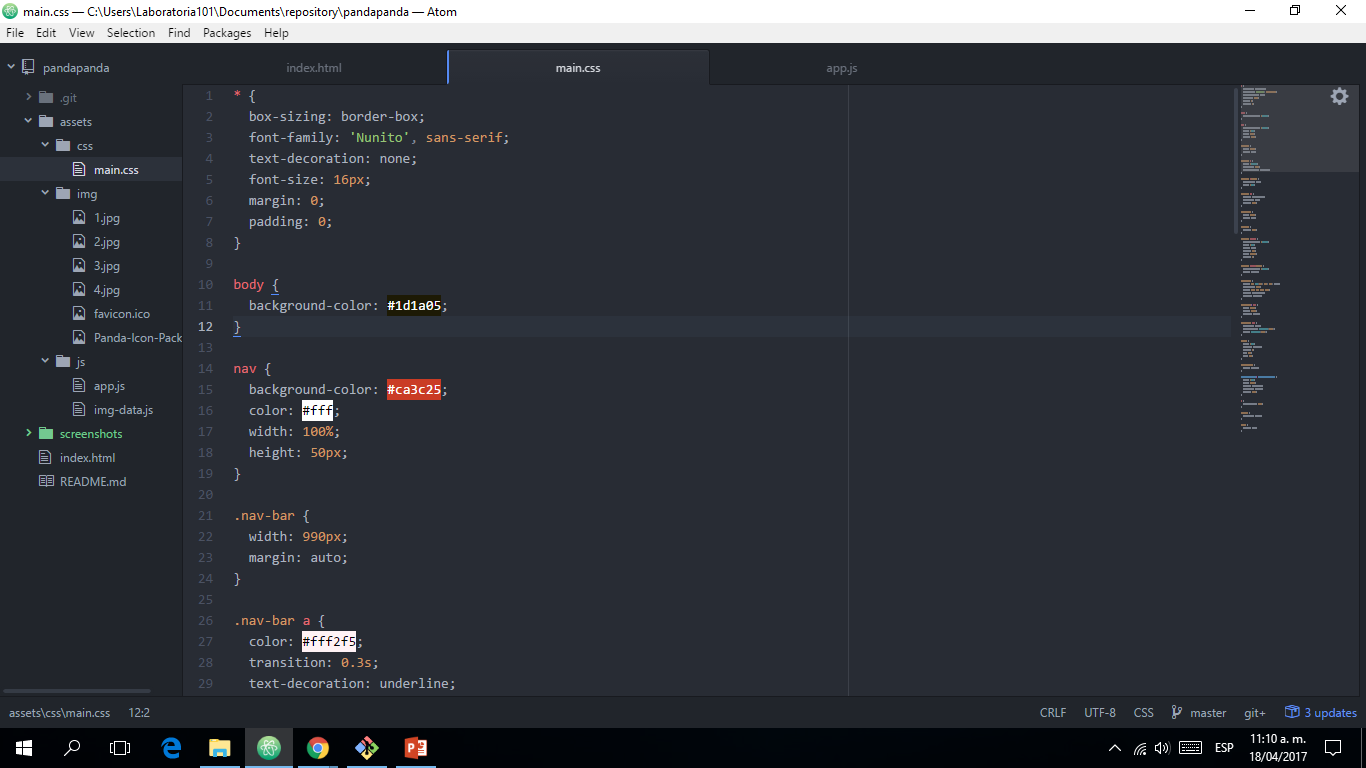 main.css — C:\Users\Laboratoria101\Documents\repository\pandapanda — Atom
File Edit View Selection Find Packages Help
pandapanda
.git
assets
css
main.css
img
1.jpg
2.jpg
3.jpg
4.jpg
favicon.ico
Panda-Icon-Pack
js
app.js
img-data.js
screenshots
index.html
README.md
index.html main.css app.js
1 * {
2 box-sizing: border-box;
3 font-family: 'Nunito', sans-serif;
4 text-decoration: none;
5 font-size: 16px;
6 margin: 0;
7 padding: 0;
8 }
9
10 body {
11 background-color: #1d1a05;
12 }
13
14 nav {
15 background-color: #ca3c25;
16 color: #fff;
17 width: 100%;
18 height: 50px;
19 }
20
21 .nav-bar {
22 width: 990px;
23 margin: auto;
24 }
25
26 .nav-bar a {
27 color: #fff2f5;
28 transition: 0.3s;
29 text-decoration: underline;
assets\css\main.css 12:2 CRLF UTF-8 CSS master git+ 3 updates
ESP
11:10 a. m.
18/04/2017